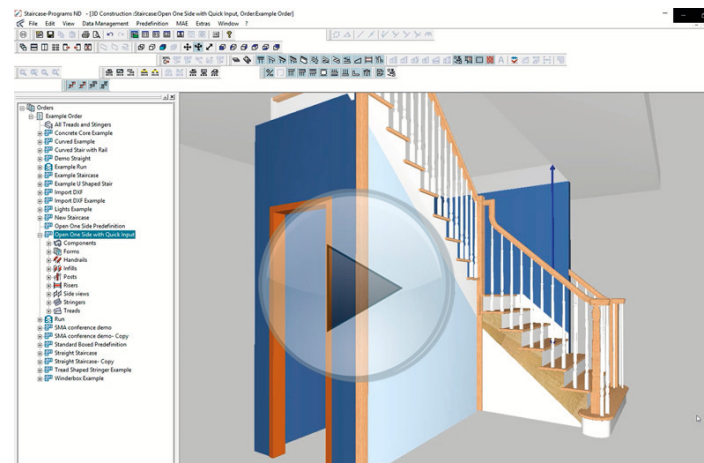 Staircase-Programs ND - [3D Construction :Staircase:Open One Side with Quick Input, Order:Example Order]
File Edit View Data Management Predefinition MAE Extras Window ?
Orders
Example Order
All Treads and Stingers
Concrete Core Example
Curved Example
Curved Stair with Rail
Demo Straight
Example Run
Example Staircase
Example U Shaped Stair
Import DXF
Import DXF Example
Lights Example
New Staircase
Open One Side Predefinition
Open One Side with Quick Input
Components
Forms
Handrails
Infills
Posts
Risers
Side views
Stringers
Treads
Run
SMA conference demo
SMA conference demo- Copy
Standard Boxed Predefinition
Straight Staircase
Straight Staircase- Copy
Tread Shaped Stringer Example
Winderbox Example